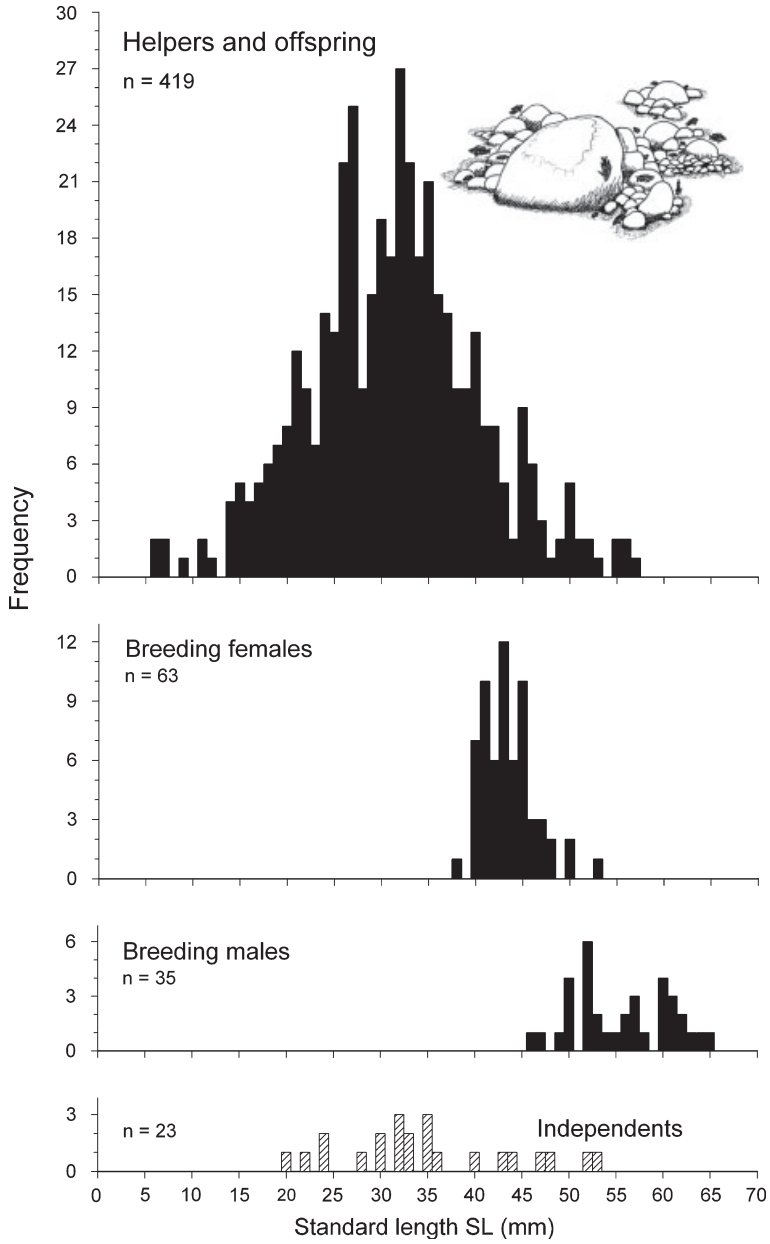 Helpers and offspring
n = 419
30
27
24
21
18
15
12
9
6
3
0
Frequency
Breeding females
n = 63
12
9
6
3
0
Breeding males
n = 35
6
3
0
n = 23
Independents
3
0
0 5 10 15 20 25 30 35 40 45 50 55 60 65 70
Standard length SL (mm)